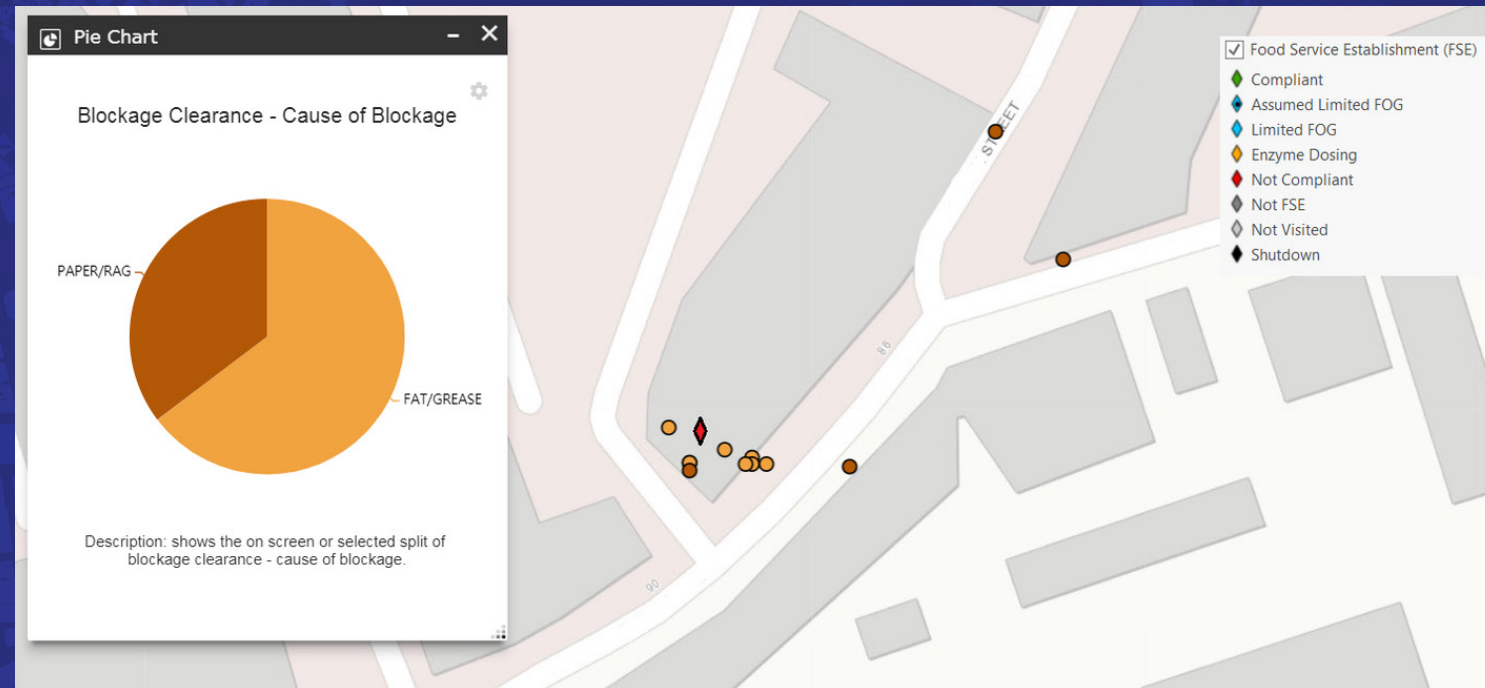 Pie Chart
Blockage Clearance - Cause of Blockage
PAPER/RAG
FAT/GREASE
Description: shows the on screen or selected split of
blockage clearance - cause of blockage.
STREET
86
90
Food Service Establishment (FSE)
Compliant
Assumed Limited FOG
Limited FOG
Enzyme Dosing
Not Compliant
Not FSE
Not Visited
Shutdown